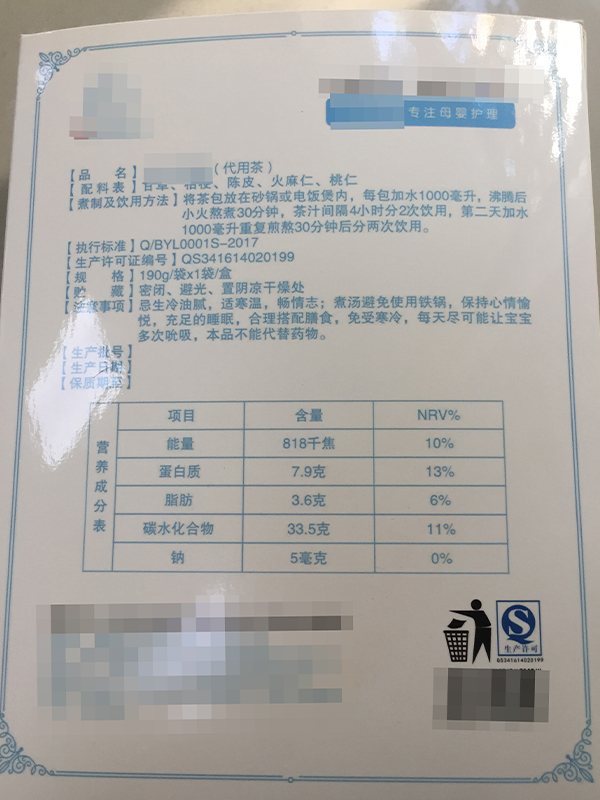 专注母婴护理
【品 名】（代用茶）
【配料表】甘草、桔梗、陈皮、火麻仁、桃仁
【煮制及饮用方法】将茶包放在砂锅或电饭煲内，每包加水1000毫升，沸腾后
小火熬煮30分钟，茶汁间隔4小时分2次饮用，第二天加水
1000毫升重复煎熬30分钟后分两次饮用。
【执行标准】Q/BYL0001S-2017
【生产许可证编号】QS341614020199
【规 格】190g/袋x1袋/盒
【贮 藏】密闭、避光、置阴凉干燥处
【注意事项】忌生冷油腻，适寒温，畅情志；煮汤避免使用铁锅，保持心情愉
悦，充足的睡眠，合理搭配膳食，免受寒冷，每天尽可能让宝宝
多次吮吸，本品不能代替药物。
【生产批号】
【生产日期】
【保质期至】
营养成分表
项目 含量 NRV%
能量 818千焦 10%
蛋白质 7.9克 13%
脂肪 3.6克 6%
碳水化合物 33.5克 11%
钠 5毫克 0%
生产许可
QS341614020199